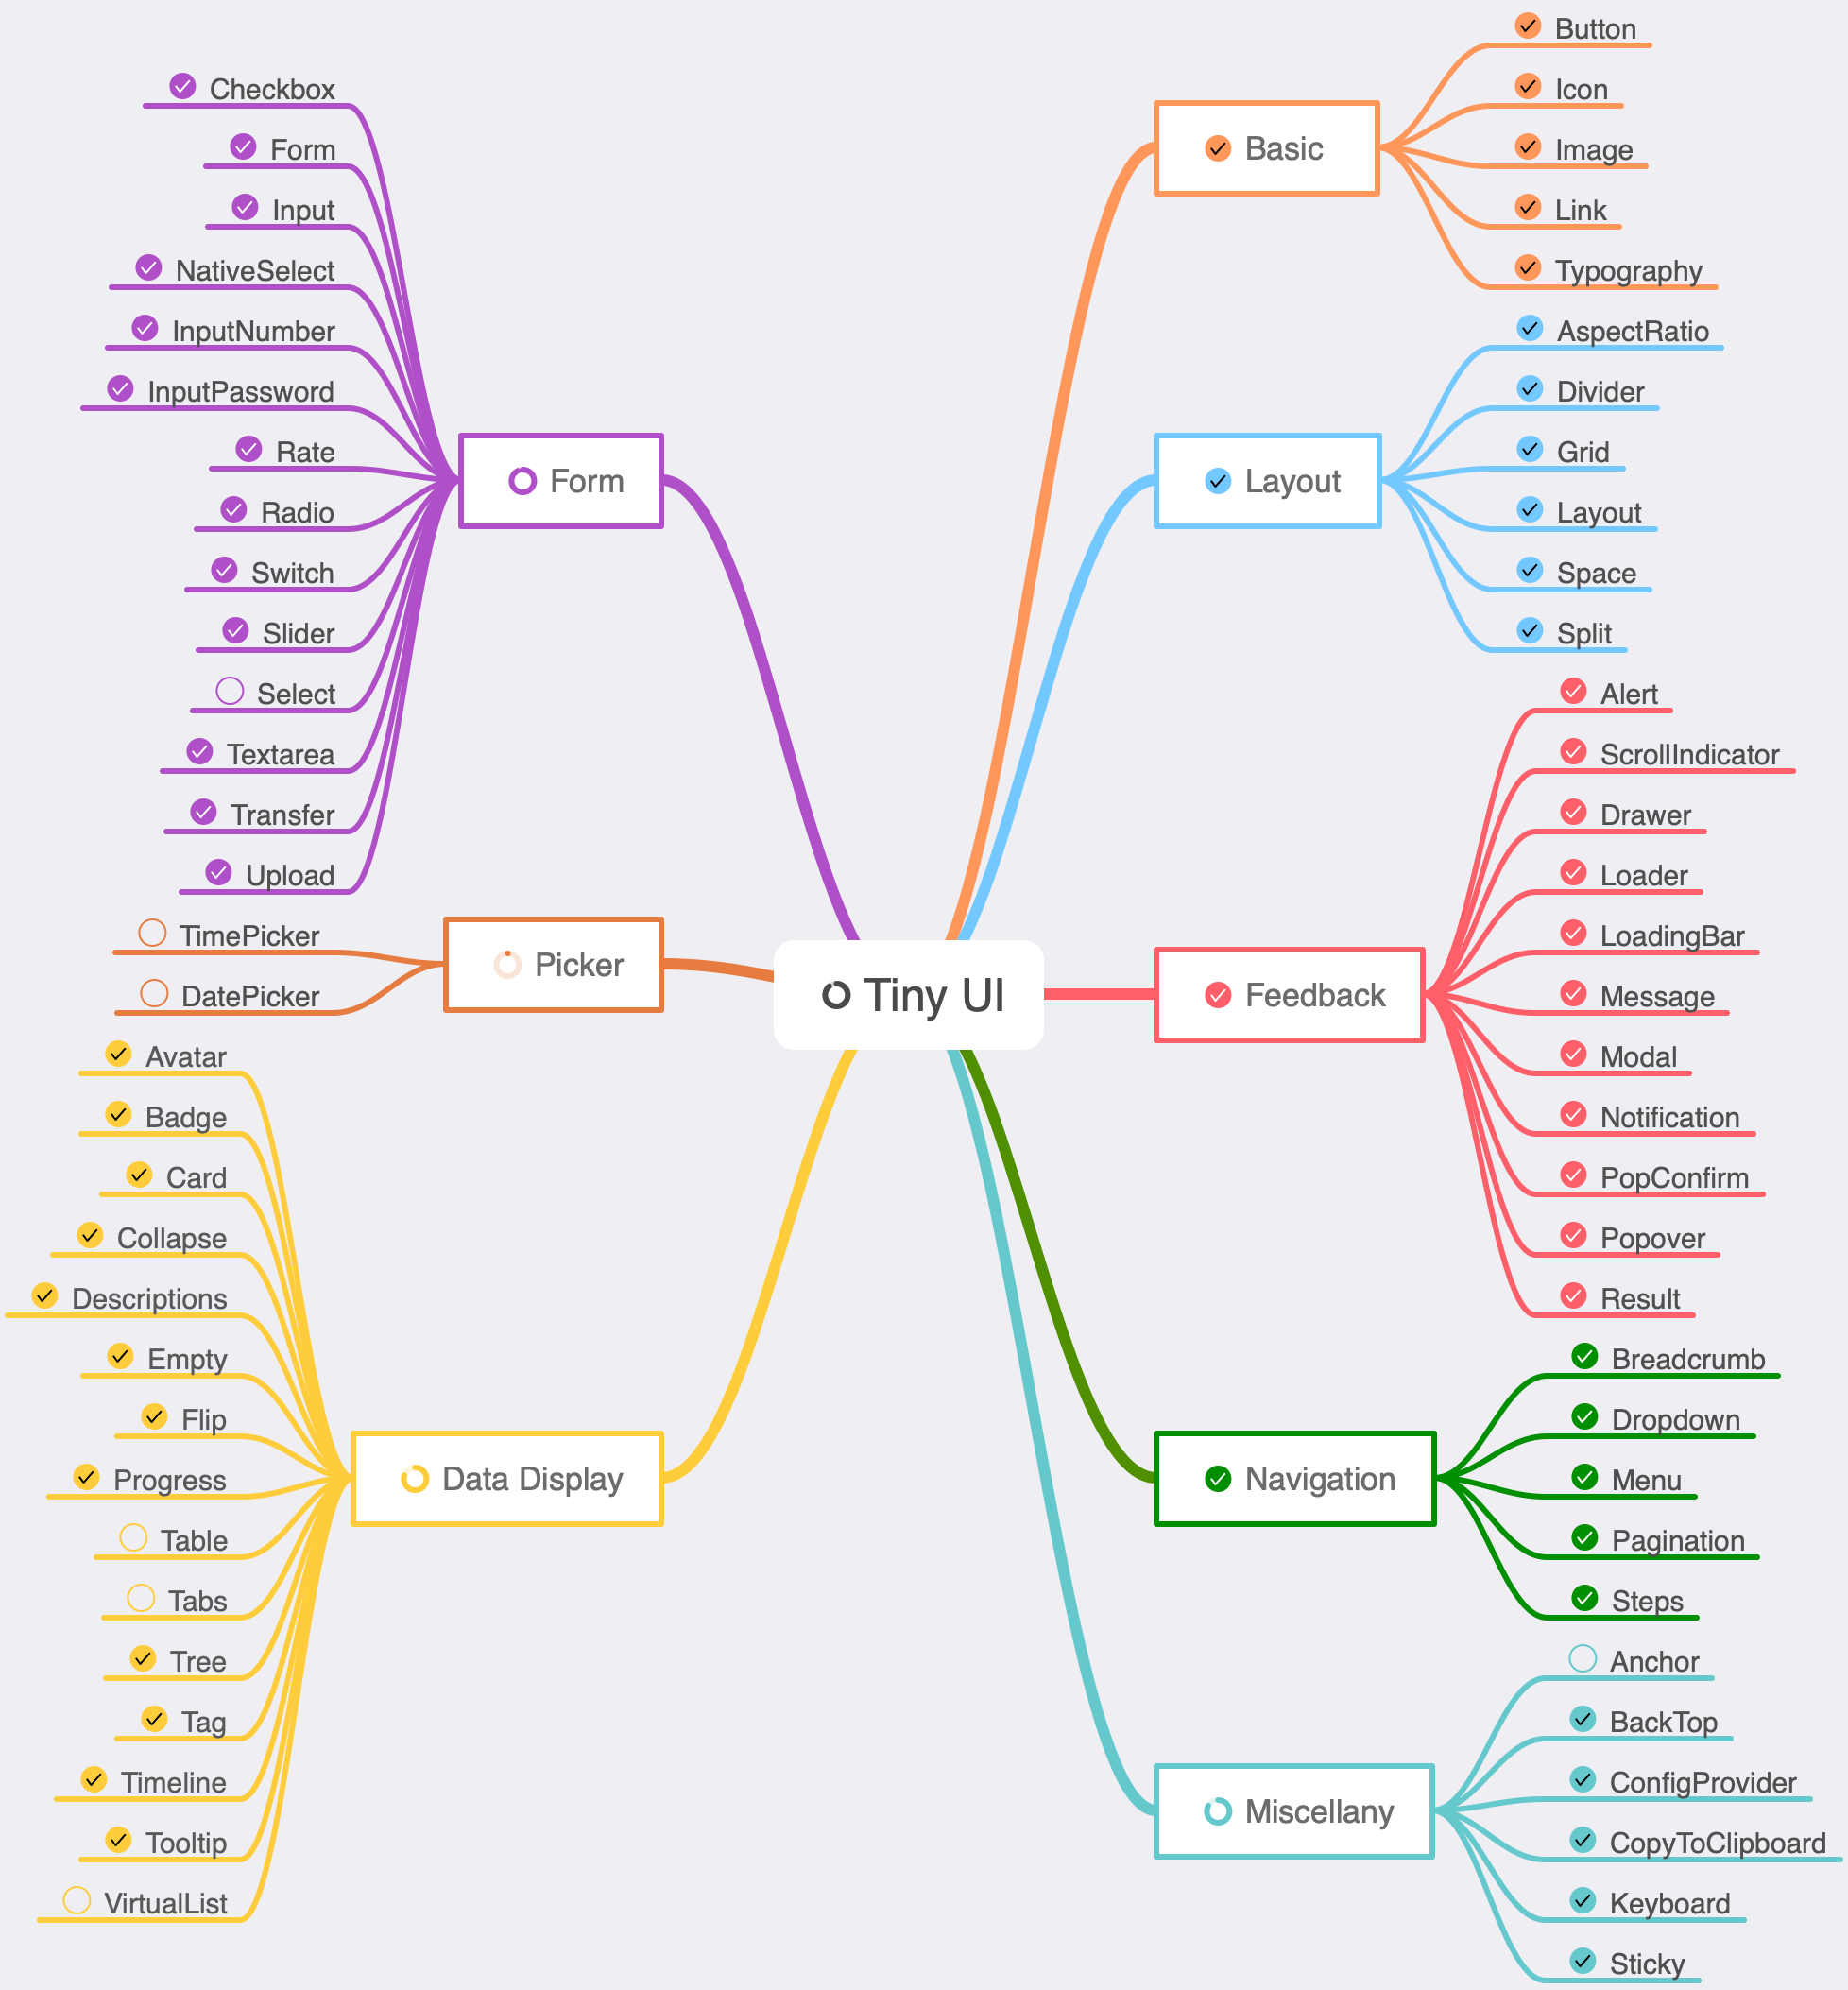 Tiny UI
Basic
Button
Icon
Image
Link
Typography
Layout
AspectRatio
Divider
Grid
Layout
Space
Split
Feedback
Alert
ScrollIndicator
Drawer
Loader
LoadingBar
Message
Modal
Notification
PopConfirm
Popover
Result
Navigation
Breadcrumb
Dropdown
Menu
Pagination
Steps
Miscellany
Anchor
BackTop
ConfigProvider
CopyToClipboard
Keyboard
Sticky
Form
Checkbox
Form
Input
NativeSelect
InputNumber
InputPassword
Rate
Radio
Switch
Slider
Select
Textarea
Transfer
Upload
Picker
TimePicker
DatePicker
Data Display
Avatar
Badge
Card
Collapse
Descriptions
Empty
Flip
Progress
Table
Tabs
Tree
Tag
Timeline
Tooltip
VirtualList